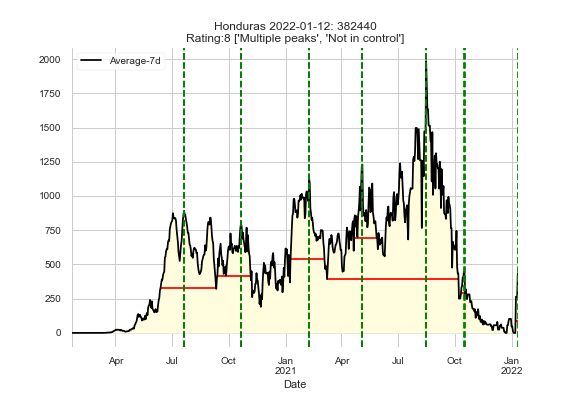 Honduras 2022-01-12: 382440
Rating:8 ['Multiple peaks', 'Not in control']
Average-7d
2000
1750
1500
1250
1000
750
500
250
0
Apr Jul Oct Jan Apr Jul Oct Jan
2021 2022
Date